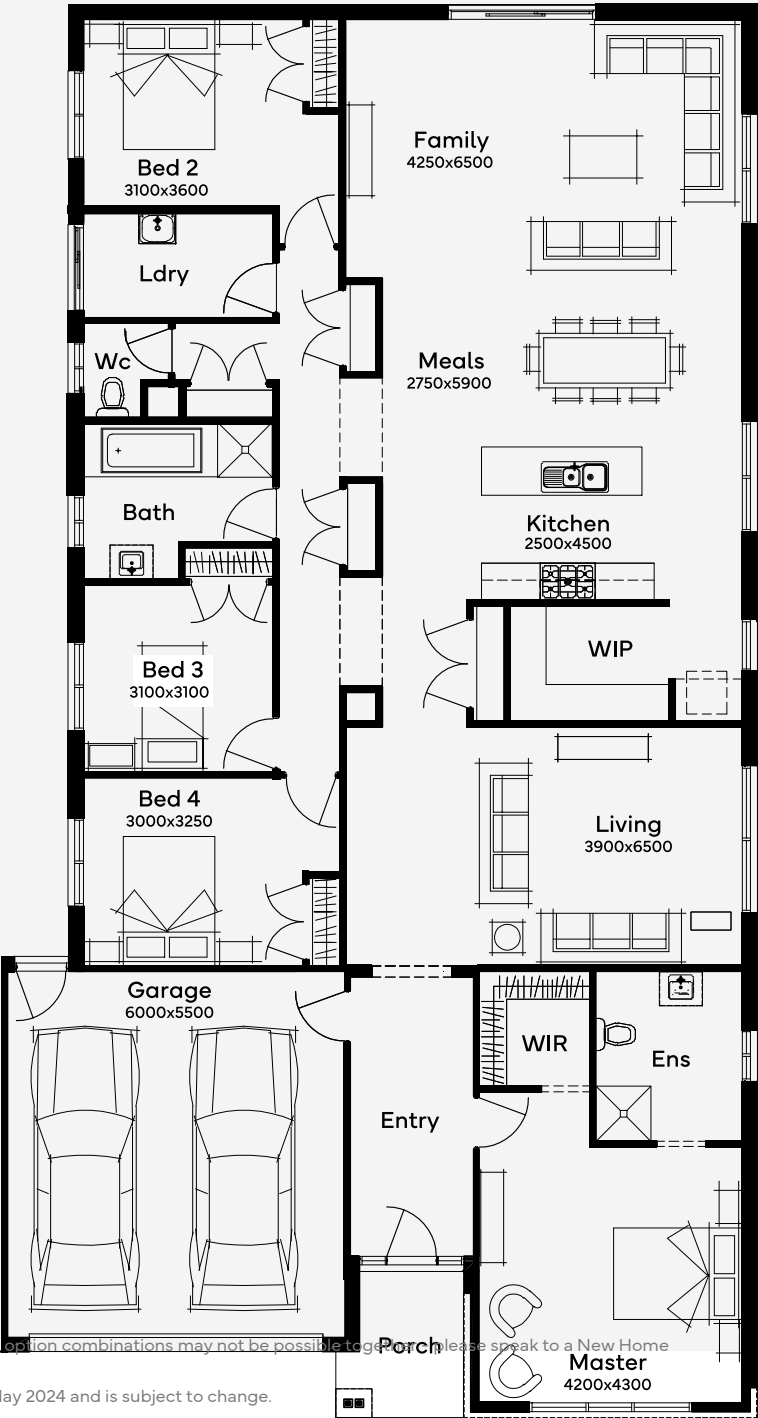 Family
4250x6500
Bed 2
3100x3600
Ldry
Wc
Meals
2750x5900
Bath
Kitchen
2500x4500
WIP
Bed 3
3100x3100
Bed 4
3000x3250
Living
3900x6500
Garage
6000x5500
WIR
Ens
Entry
Porch
option combinations may not be possible together - please speak to a New Home
Master
4200x4300
May 2024 and is subject to change.